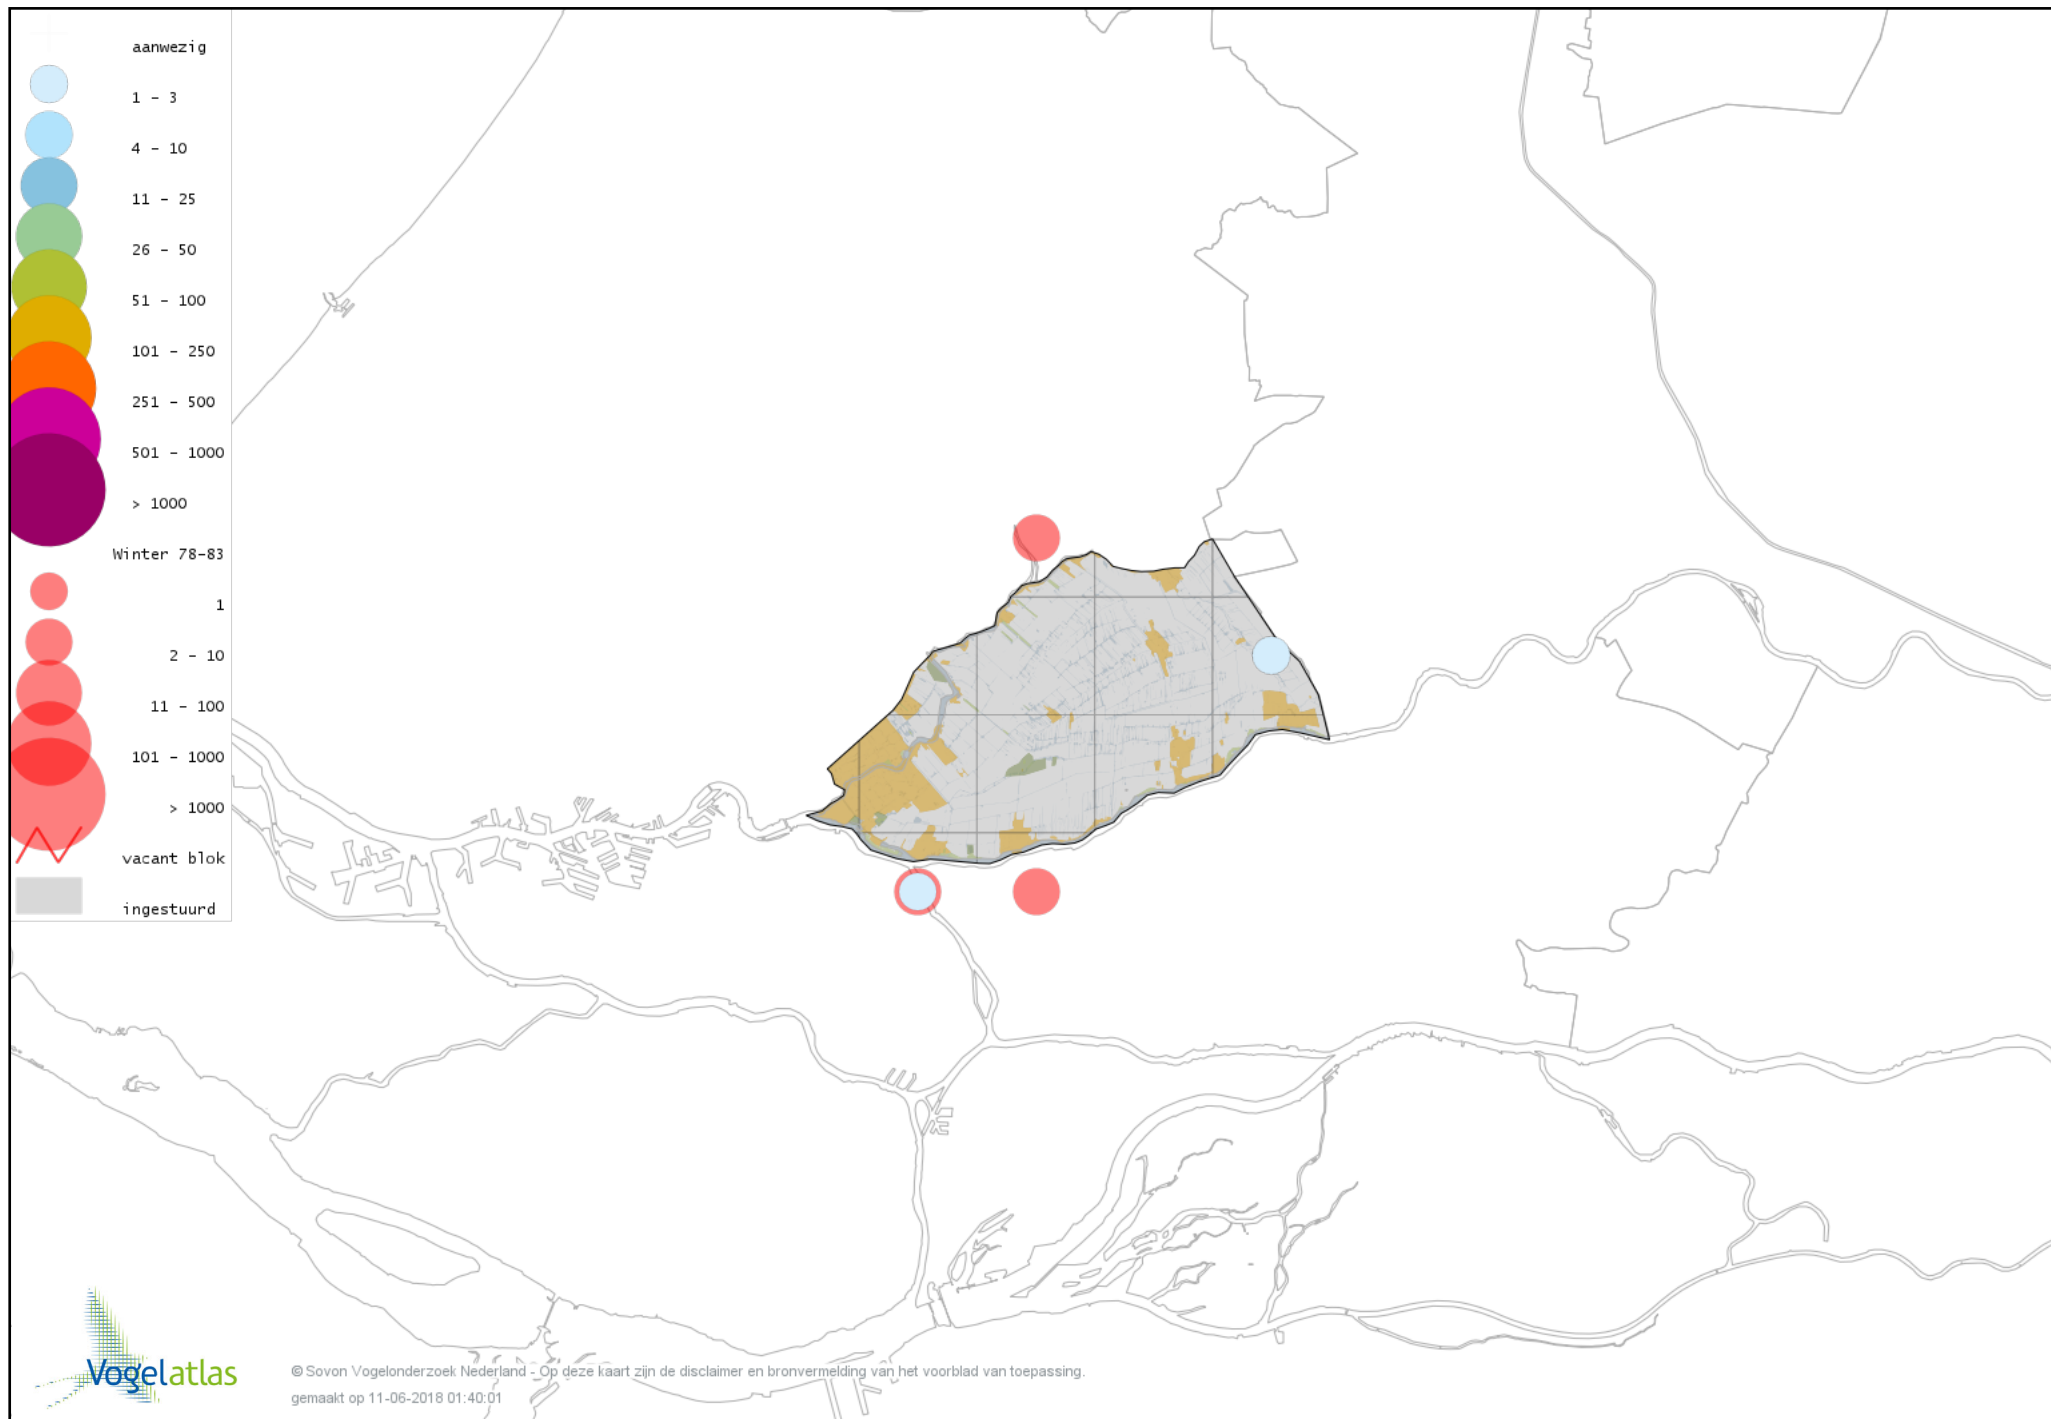 aanwezig
1 - 3
4 - 10
11 - 25
26 - 50
51 - 100
101 - 250
251 - 500
501 - 1000
> 1000
Winter 78-83
1
2 - 10
11 - 100
101 - 1000
> 1000
vacant blok
ingestuurd
Vogelatlas
© Sovon Vogelonderzoek Nederland - Op deze kaart zijn de disclaimer en bronvermelding van het voorblad van toepassing.
gemaakt op 11-06-2018 01:40:01